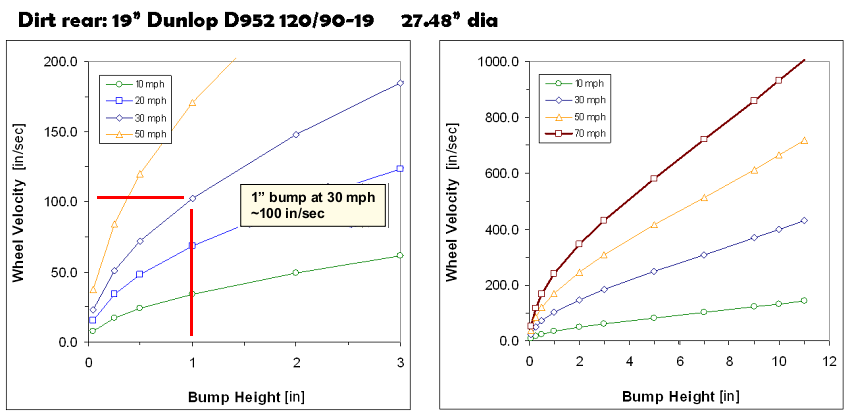 Dirt rear: 19” Dunlop D952 120/90-19 27.48” dia
Wheel Velocity [in/sec]
200.0
150.0
100.0
50.0
0.0
10 mph
20 mph
30 mph
50 mph
1” bump at 30 mph
~100 in/sec
0
1
2
3
Bump Height [in]
Wheel Velocity [in/sec]
1000.0
800.0
600.0
400.0
200.0
0.0
10 mph
30 mph
50 mph
70 mph
0
2
4
6
8
10
12
Bump Height [in]